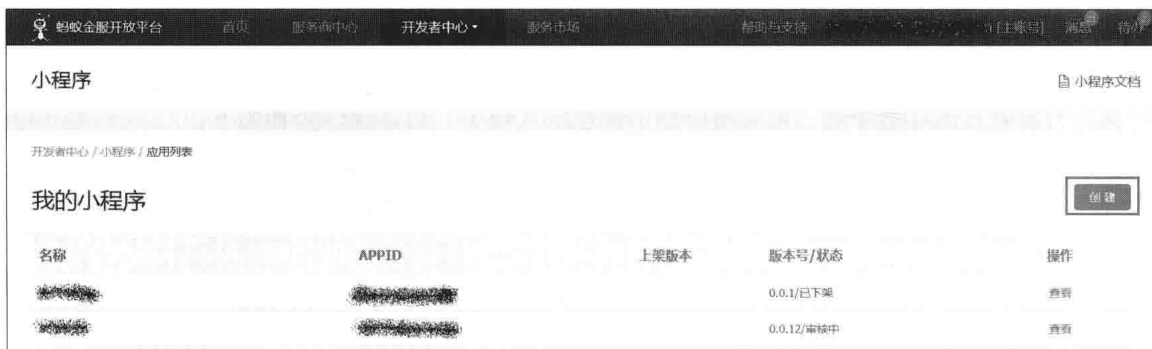 蚂蚁金服开放平台 首页 服务商中心 开发者中心 服务市场 帮助与支持 [主账号] 消息 待办
小程序 小程序文档
开发者中心 / 小程序 / 应用列表
我的小程序 创建
名称 APPID 上架版本 版本号/状态 操作
0.0.1/已下架 查看
0.0.12/审核中 查看